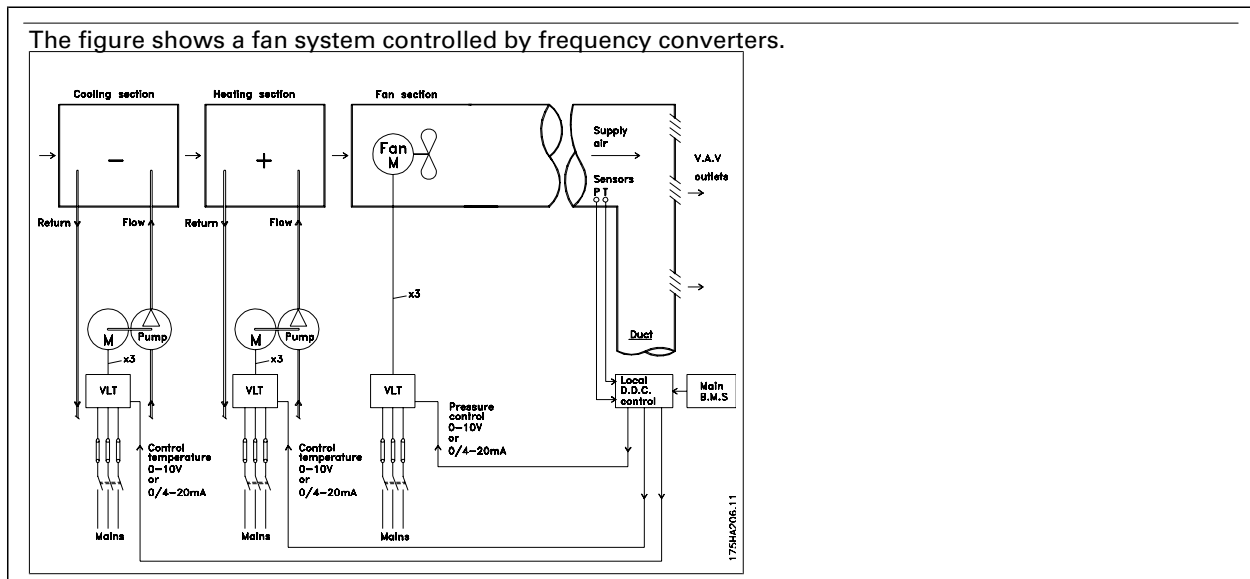 The figure shows a fan system controlled by frequency converters.
Cooling section
Heating section
Fan section
−
+
Fan
M
Supply
air
V.A.V
outlets
Sensors
P T
Return
Flow
Return
Flow
x3
M
Pump
M
Pump
Duct
x3
x3
VLT
VLT
VLT
Local
D.D.C.
control
Main
B.M.S
Pressure
control
0-10V
or
0/4-20mA
Control
temperature
0-10V
or
0/4-20mA
Control
temperature
0-10V
or
0/4-20mA
Mains
Mains
Mains
175HA206.11